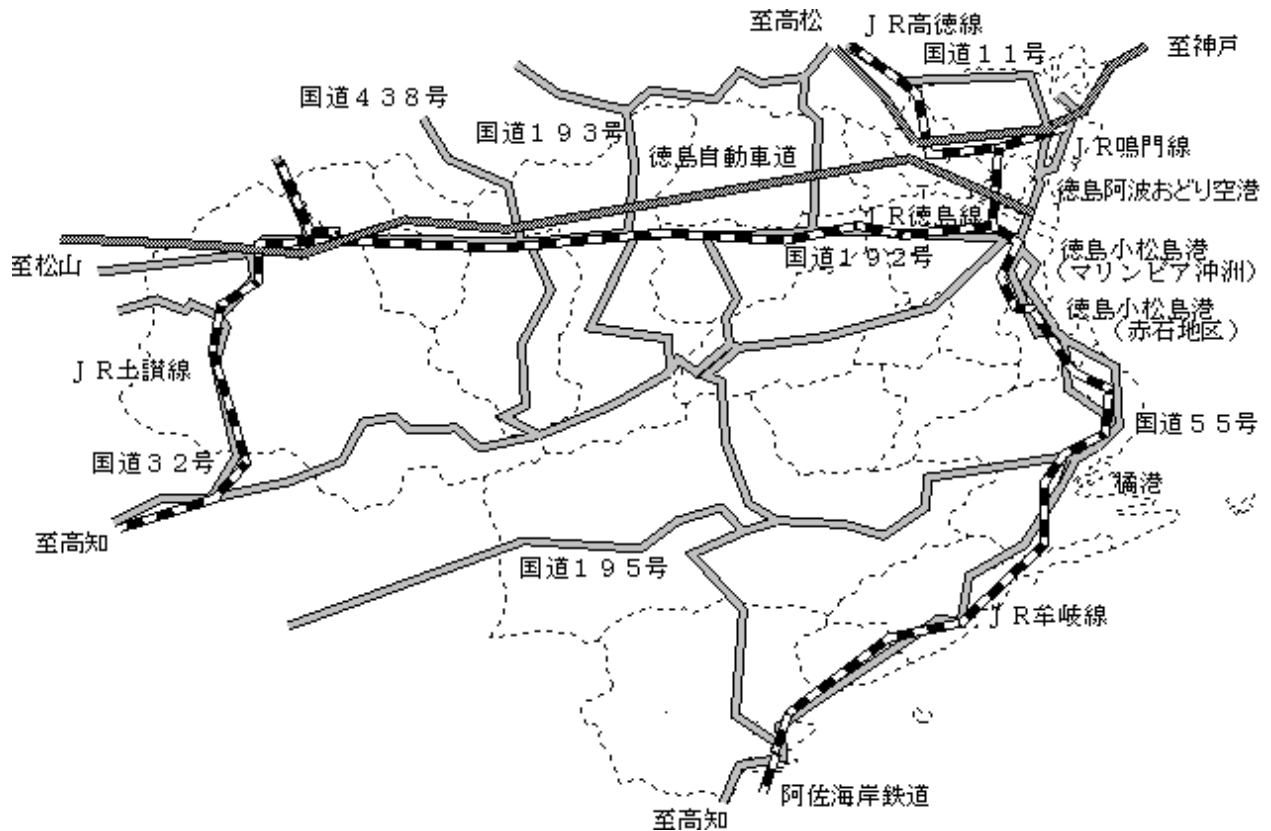 至高松
ＪＲ高徳線
国道１１号
至神戸
国道４３８号
国道１９３号
徳島自動車道
ＪＲ鳴門線
徳島阿波おどり空港
ＪＲ徳島線
徳島小松島港
（マリンピア沖洲）
国道１９２号
至松山
徳島小松島港
（赤石地区）
ＪＲ土讃線
国道５５号
国道３２号
橘港
至高知
国道１９５号
ＪＲ牟岐線
阿佐海岸鉄道
至高知